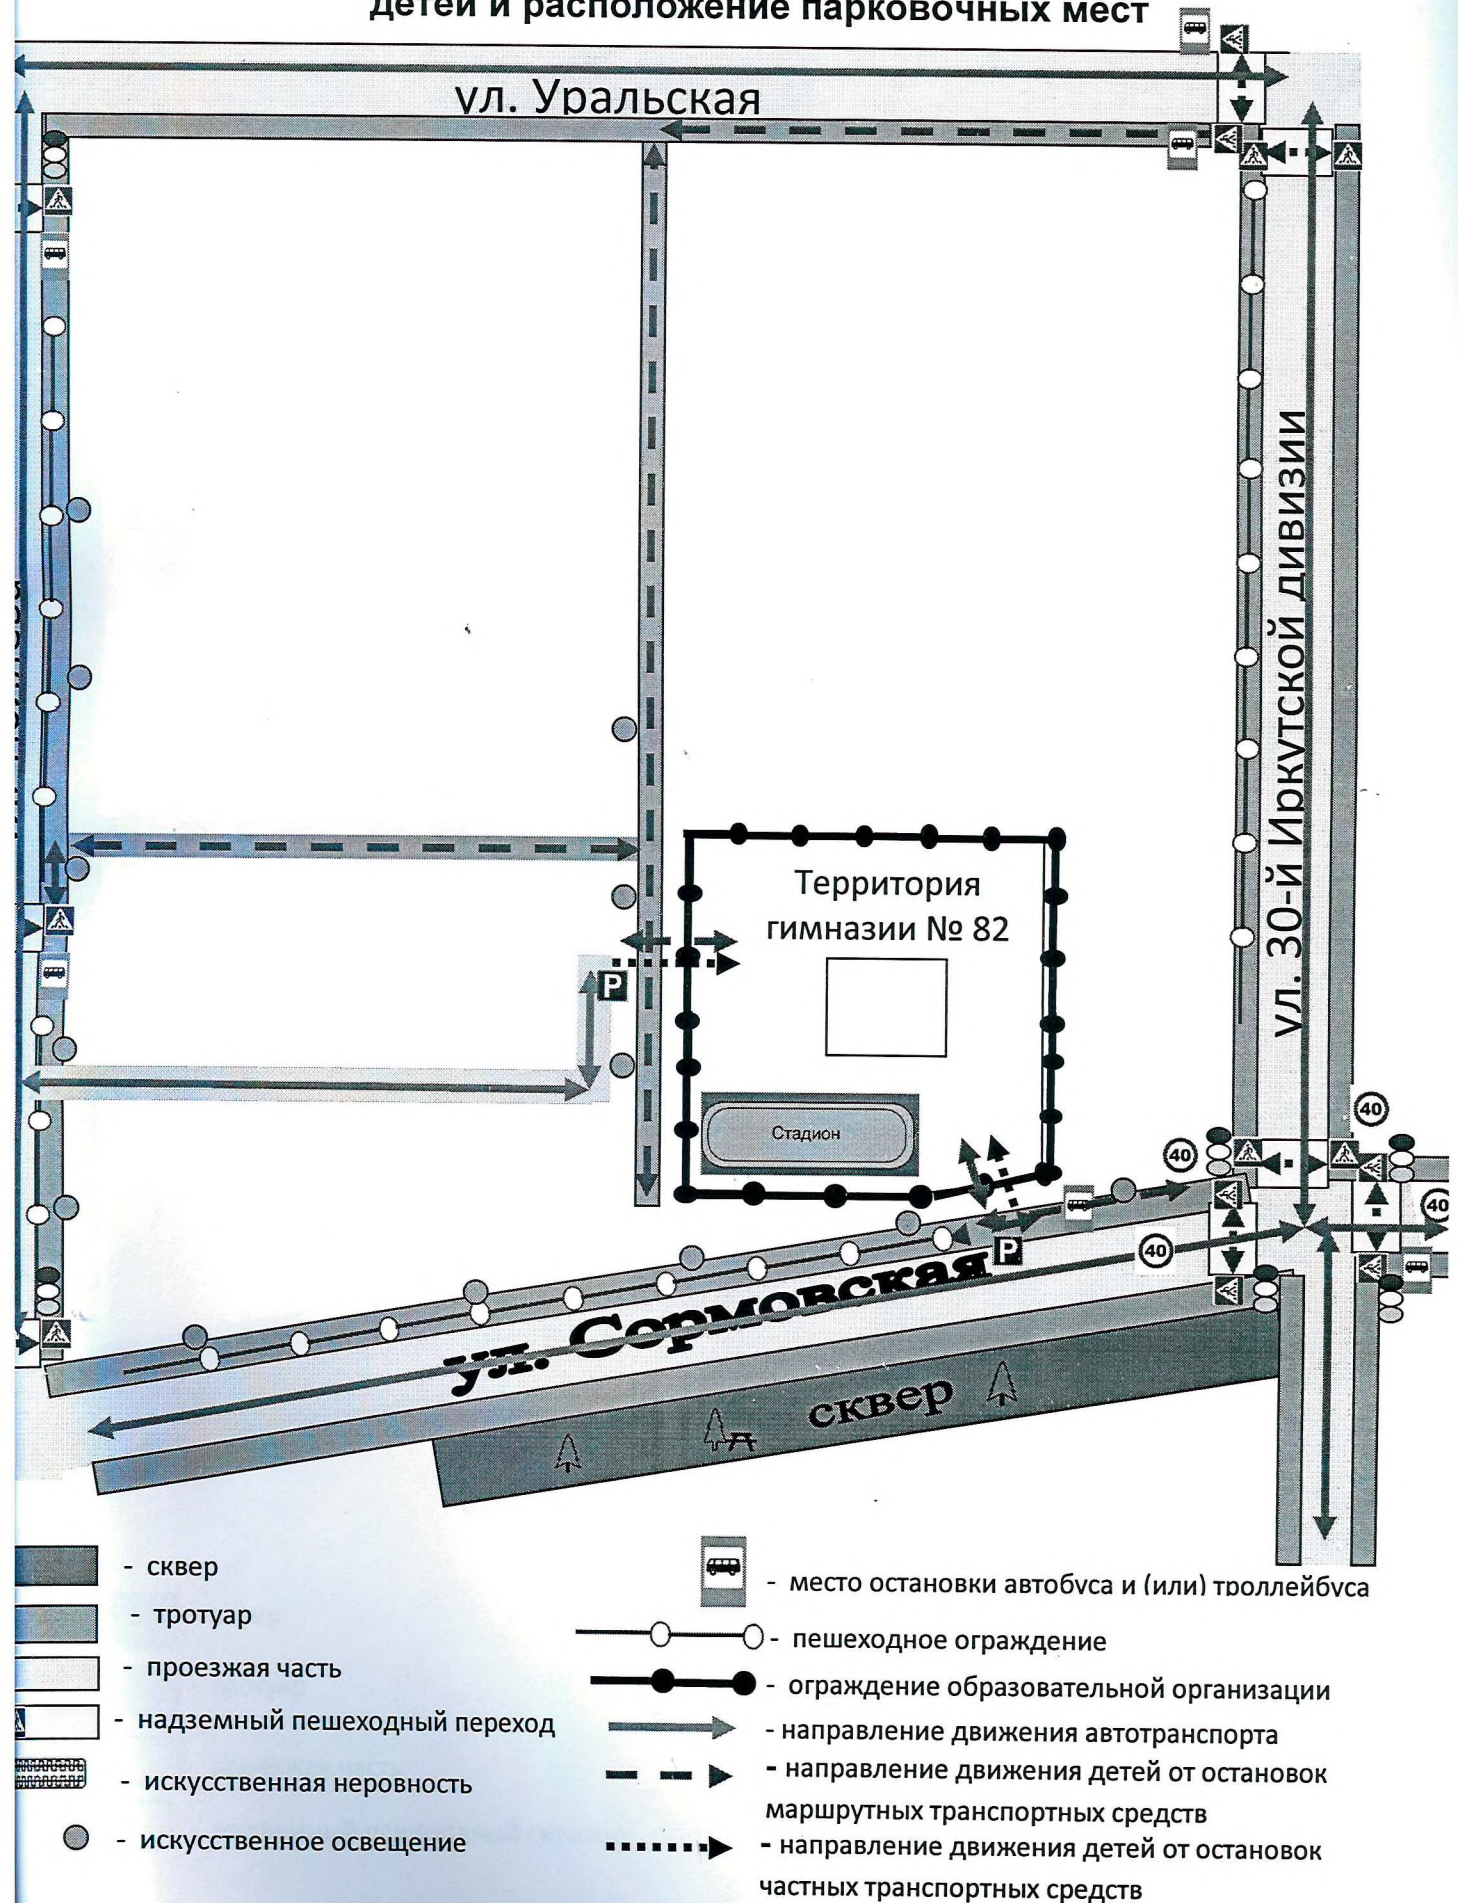 детей и расположение парковочных мест
ул. Уральская
ул. 30-й Иркутской дивизии
Территория
гимназии № 82
P
Стадион
40
40
40
40
P
ул. Сормовская
сквер
- сквер
- тротуар
- проезжая часть
- надземный пешеходный переход
- искусственная неровность
- искусственное освещение
- место остановки автобуса и (или) троллейбуса
- пешеходное ограждение
- ограждение образовательной организации
- направление движения автотранспорта
- направление движения детей от остановок
маршрутных транспортных средств
- направление движения детей от остановок
частных транспортных средств